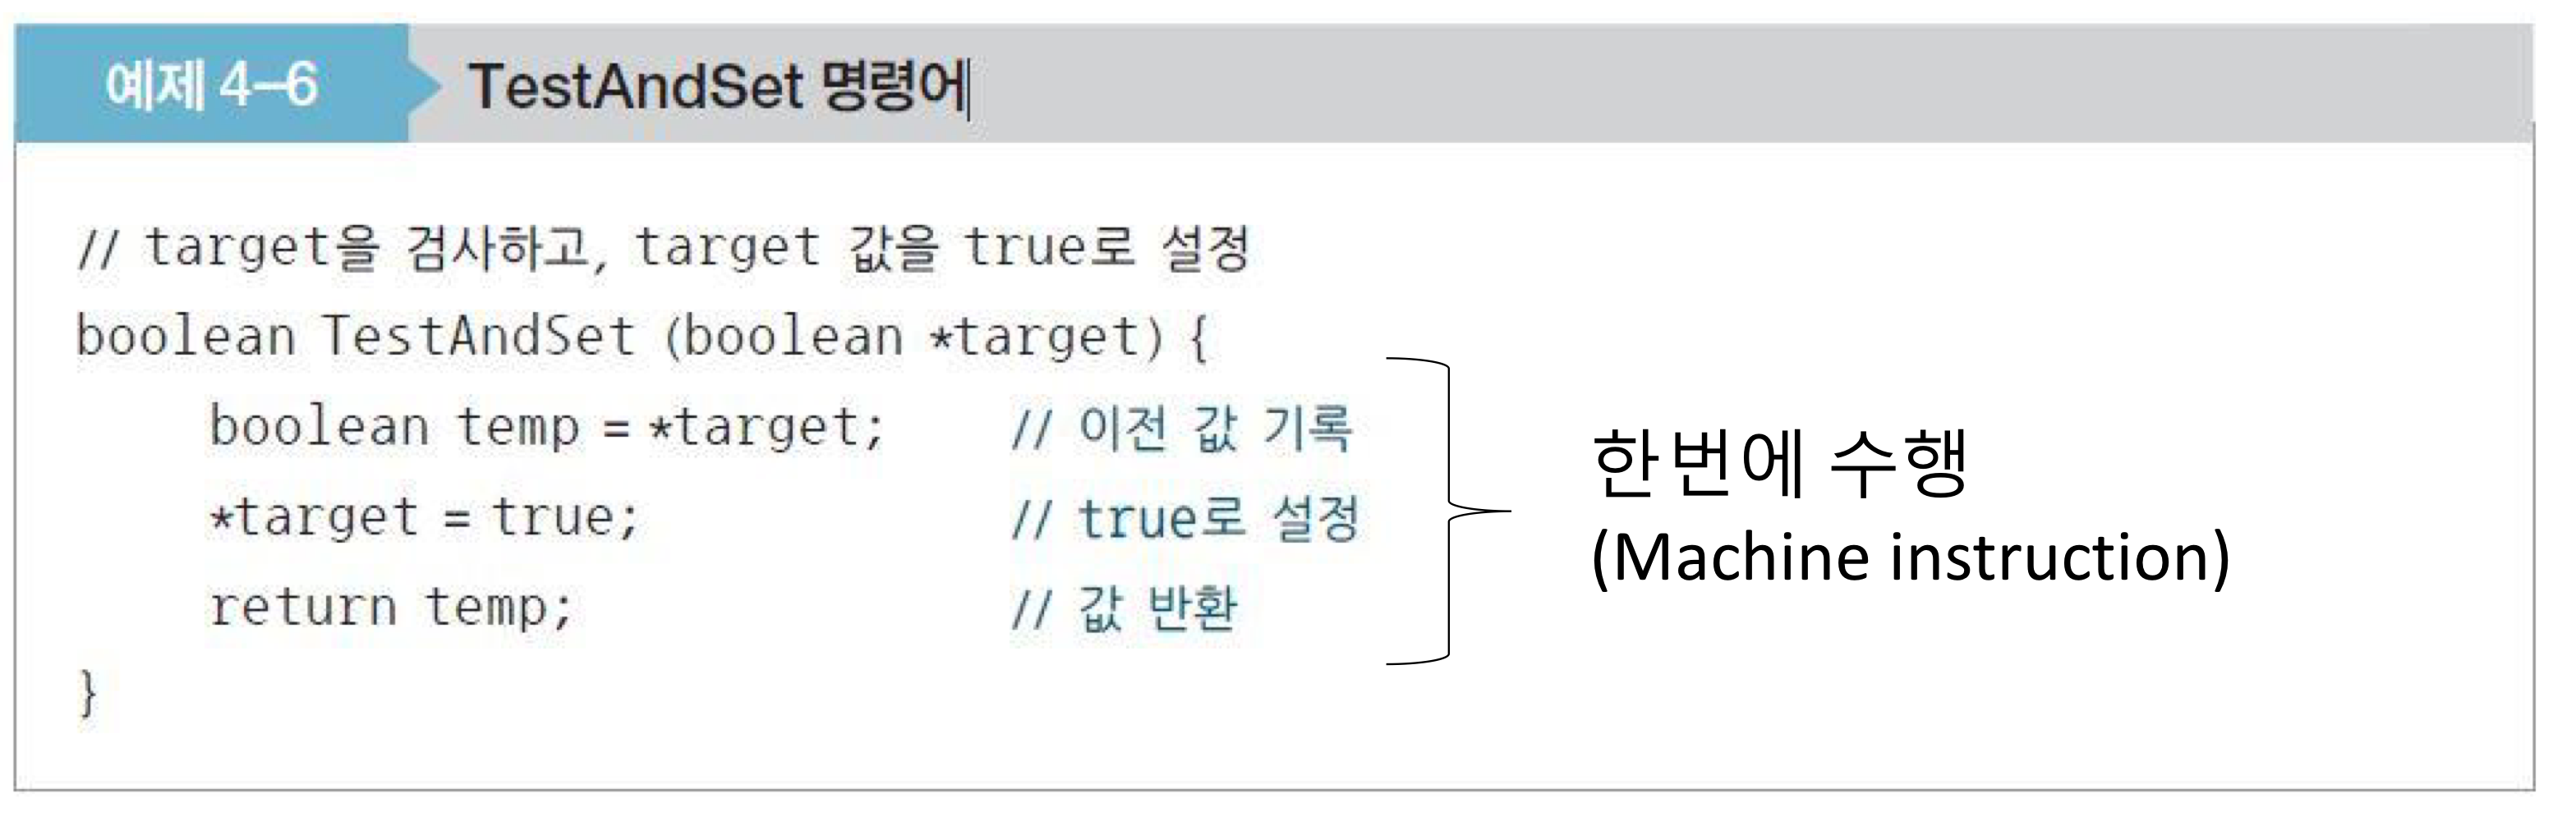 예제 4–6 TestAndSet 명령어
// target을 검사하고, target 값을 true로 설정
boolean TestAndSet (boolean *target) {
boolean temp = *target; // 이전 값 기록
*target = true; // true로 설정
return temp; // 값 반환
}
한번에 수행
(Machine instruction)